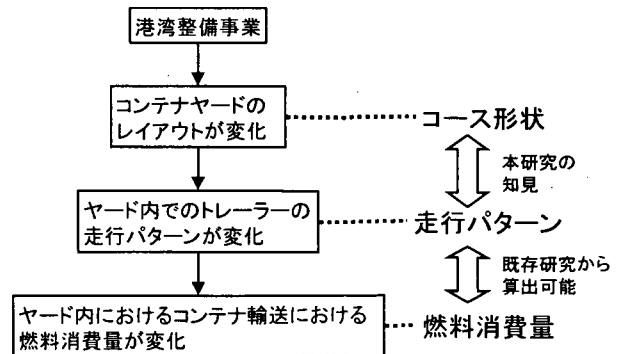 港湾整備事業
コンテナヤードの
レイアウトが変化
コース形状
本研究の
知見
ヤード内でのトレーラーの
走行パターンが変化
走行パターン
既存研究から
算出可能
ヤード内におけるコンテナ輸送における
燃料消費量が変化
燃料消費量